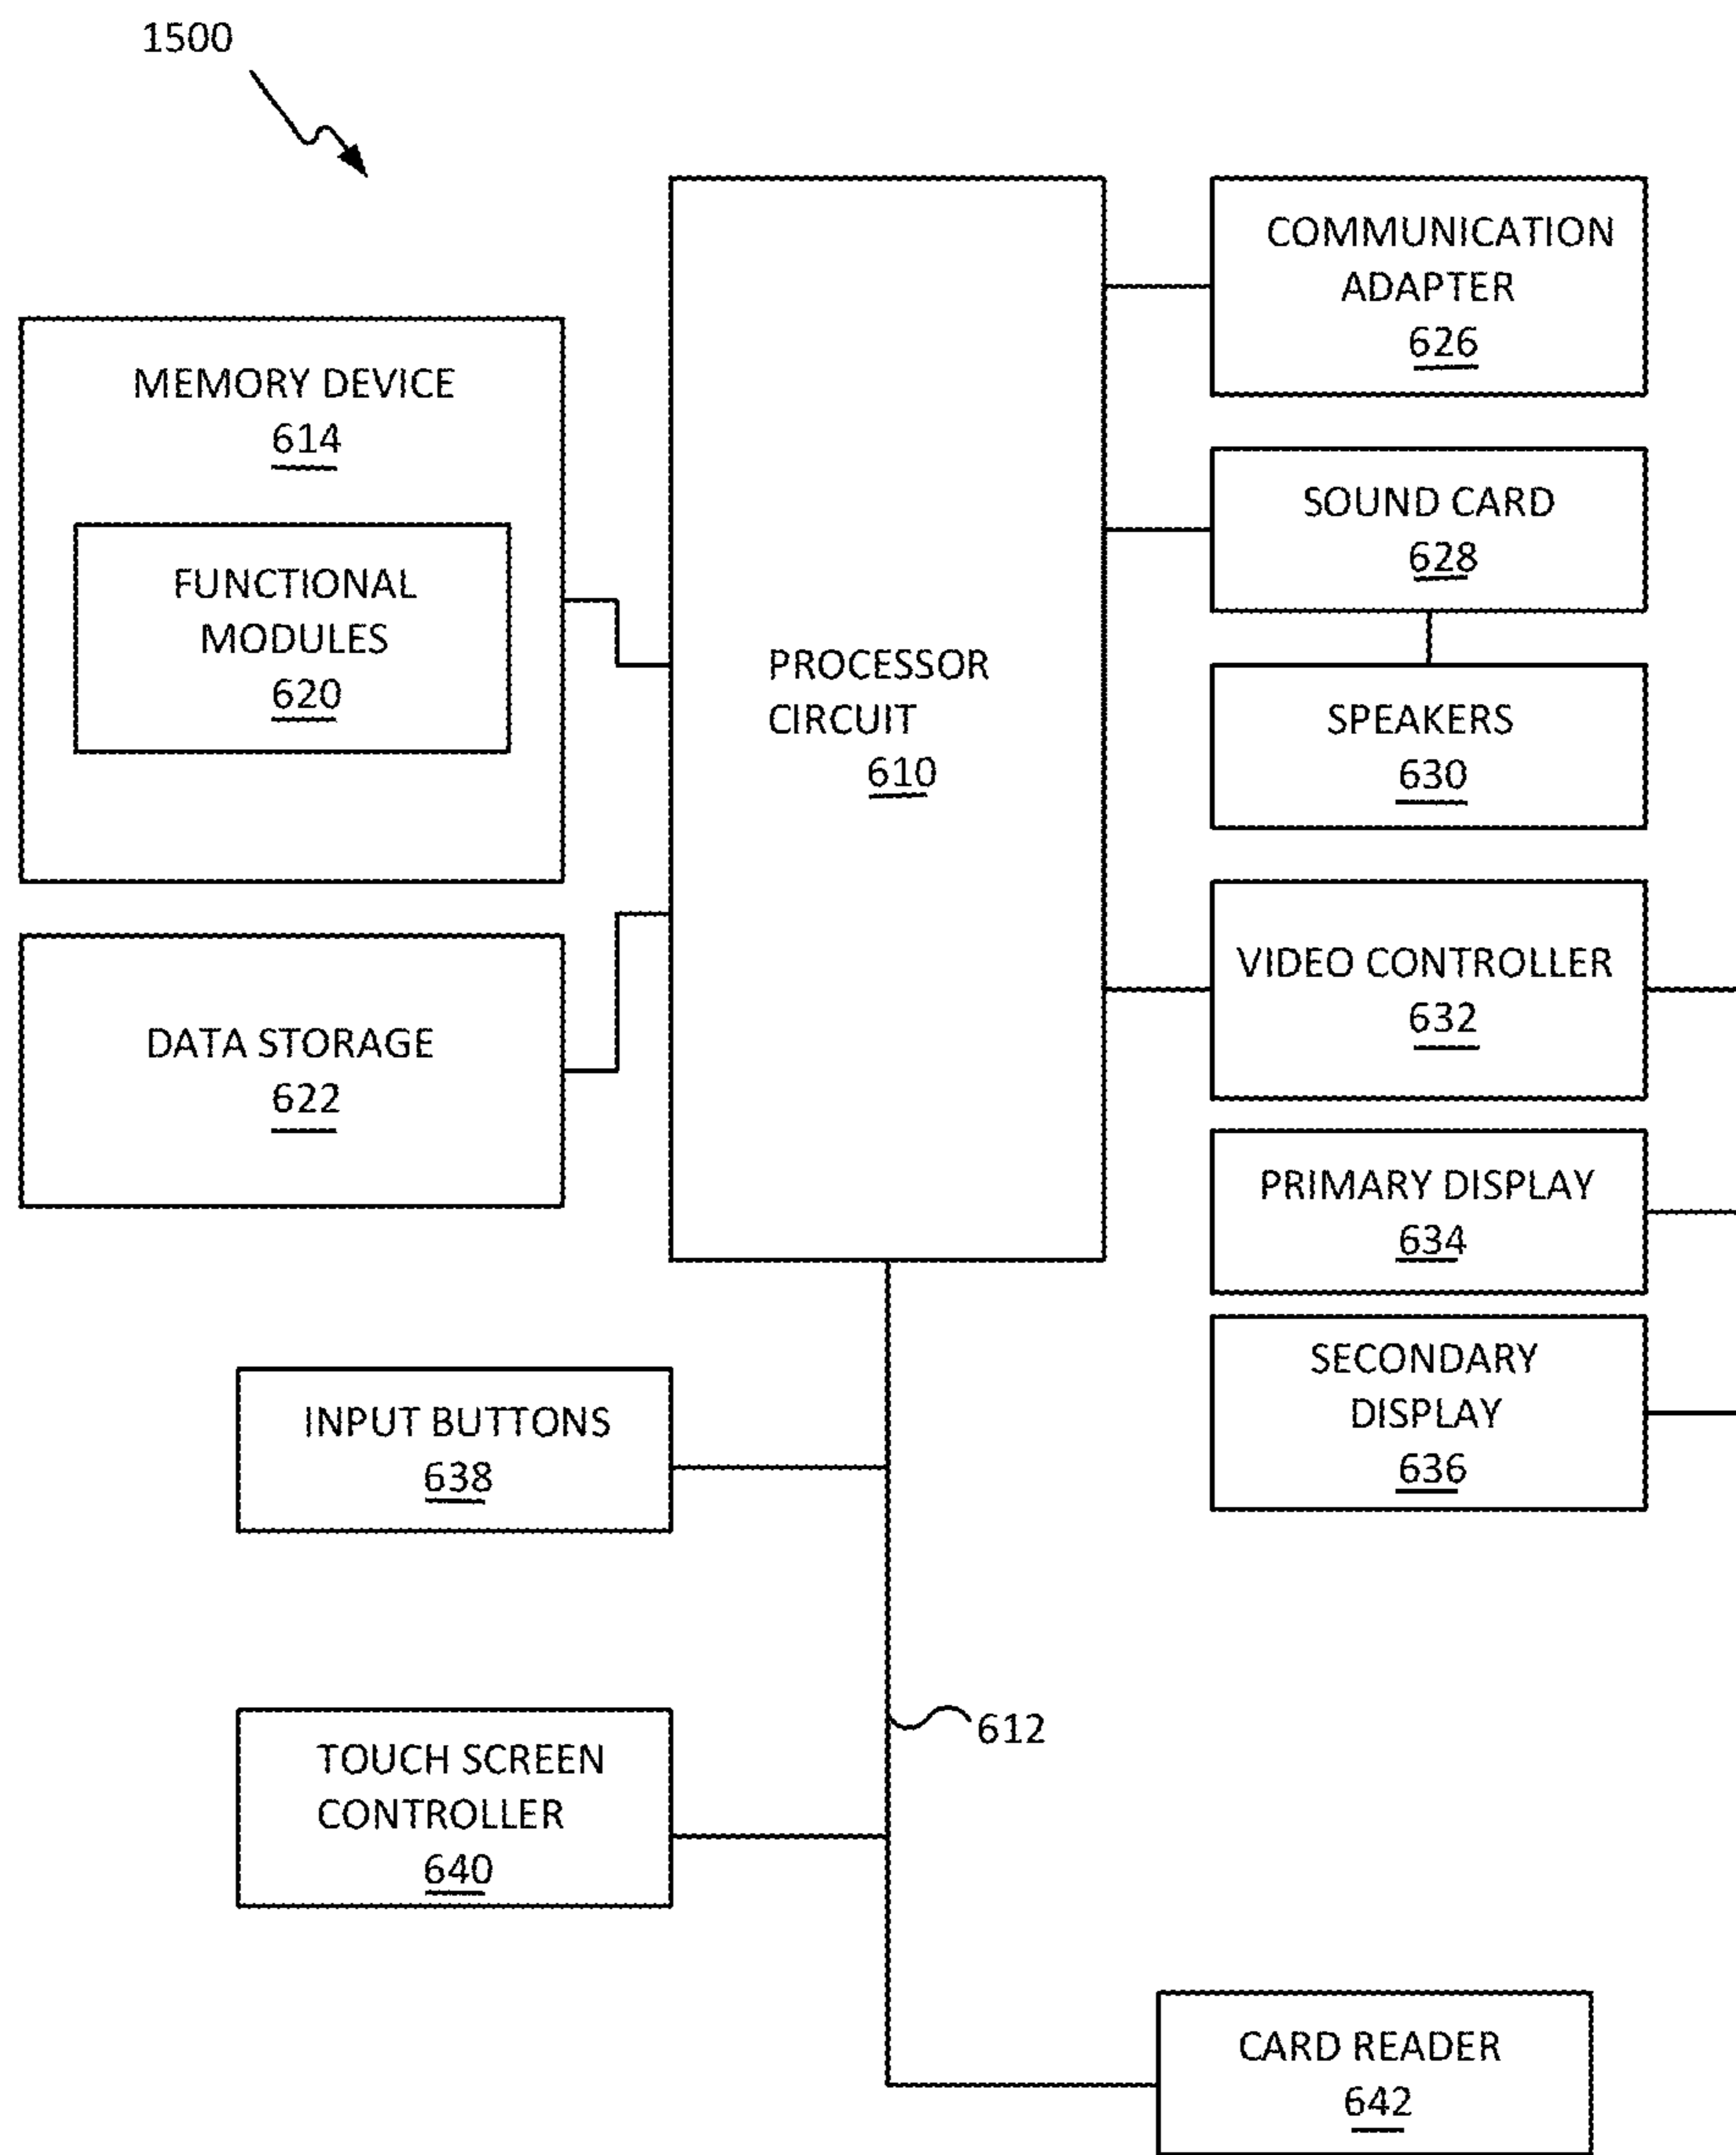 1500
COMMUNICATION
ADAPTER
626
MEMORY DEVICE
614
FUNCTIONAL
MODULES
620
PROCESSOR
CIRCUIT
610
SOUND CARD
628
SPEAKERS
630
VIDEO CONTROLLER
632
DATA STORAGE
622
PRIMARY DISPLAY
634
SECONDARY
DISPLAY
636
INPUT BUTTONS
638
612
TOUCH SCREEN
CONTROLLER
640
CARD READER
642